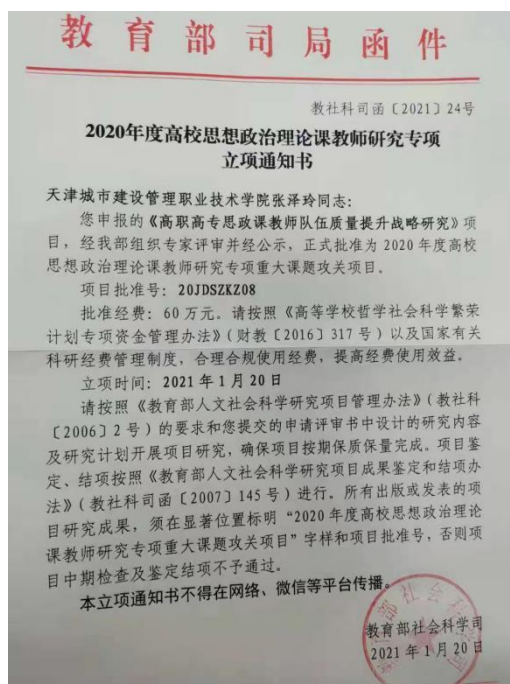 教育部司局函件
教社科司函〔2021〕24号
2020年度高校思想政治理论课教师研究专项
立项通知书
天津城市建设管理职业技术学院张泽玲同志：
您申报的《高职高专思政课教师队伍质量提升战略研究》项
目，经我部组织专家评审并经公示，正式批准为2020年度高校
思想政治理论课教师研究专项重大课题攻关项目。
项目批准号：20JDSZKZ08
批准经费：60万元。请按照《高等学校哲学社会科学繁荣
计划专项资金管理办法》（财教〔2016〕317号）以及国家有关
科研经费管理制度，合理合规使用经费，提高经费使用效益。
立项时间：2021年1月20日
请按照《教育部人文社会科学研究项目管理办法》（教社科
〔2006〕2号）的要求和您提交的申请评审书中设计的研究内容
及研究计划开展项目研究，确保项目按期保质保量完成。项目鉴
定、结项按照《教育部人文社会科学研究项目成果鉴定和结项办
法》（教社科司函〔2007〕145号）进行。所有出版或发表的项
目研究成果，须在显著位置标明“2020年度高校思想政治理论
课教师研究专项重大课题攻关项目”字样和项目批准号，否则项
目中期检查及鉴定结项不予通过。
本立项通知书不得在网络、微信等平台传播。
教育部社会科学司
2021年1月20日